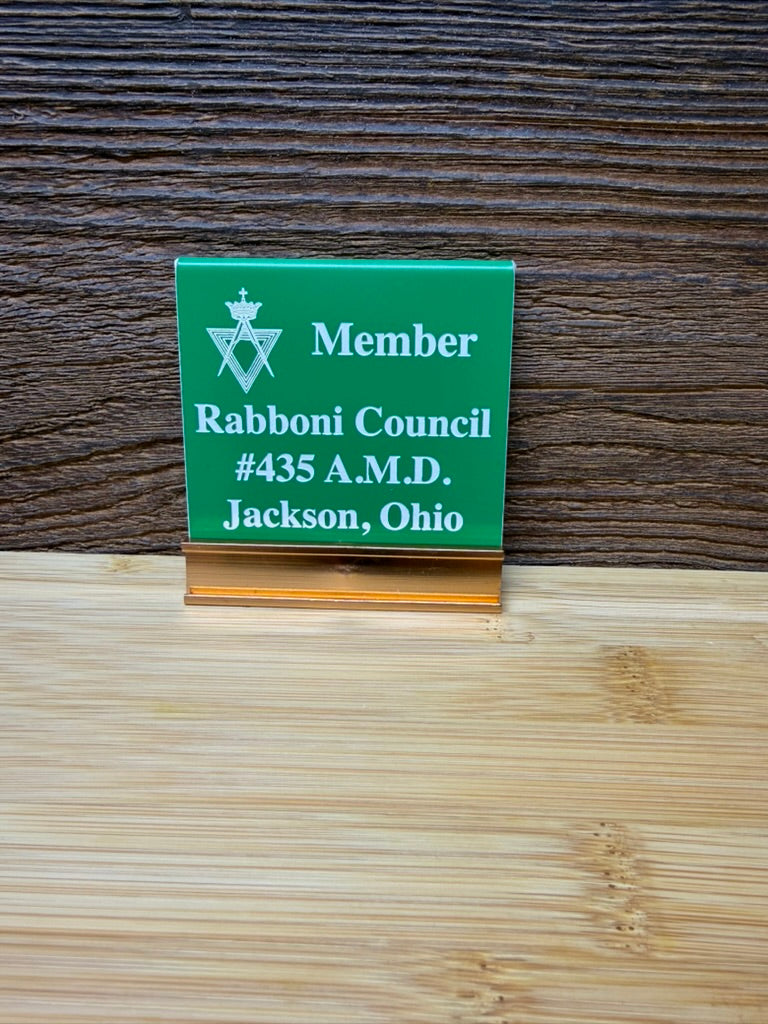 Member
Rabboni Council
#435 A.M.D.
Jackson, Ohio